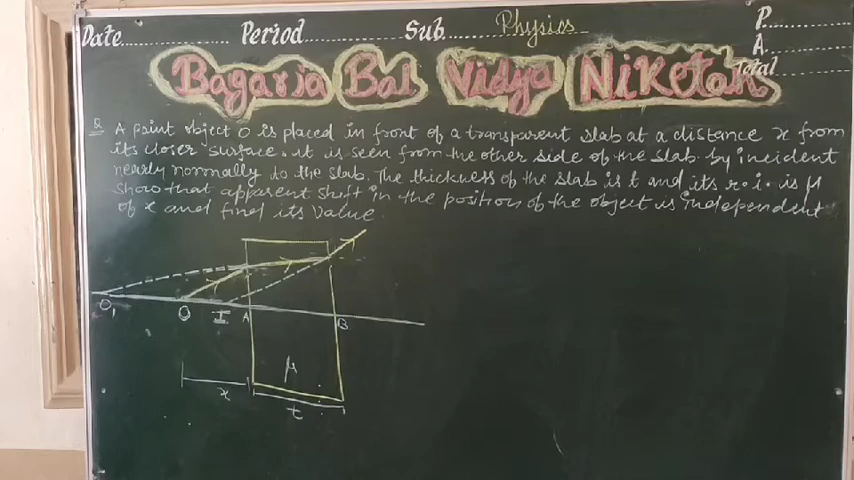 Date............... Period............... Sub......Physics......
P...............
A...............
Total...............
Bagaria Bal Vidya NiKetan
Q A point object O is placed in front of a transparent slab at a distance x from
its closer surface. It is seen from the other side of the slab by incident
nearly normally to the slab. The thickness of the slab is t and its r.i. is μ
show that apparent shift in the position of the object is independent
of x and find its value.
O₁ O I A B
μ
x
t